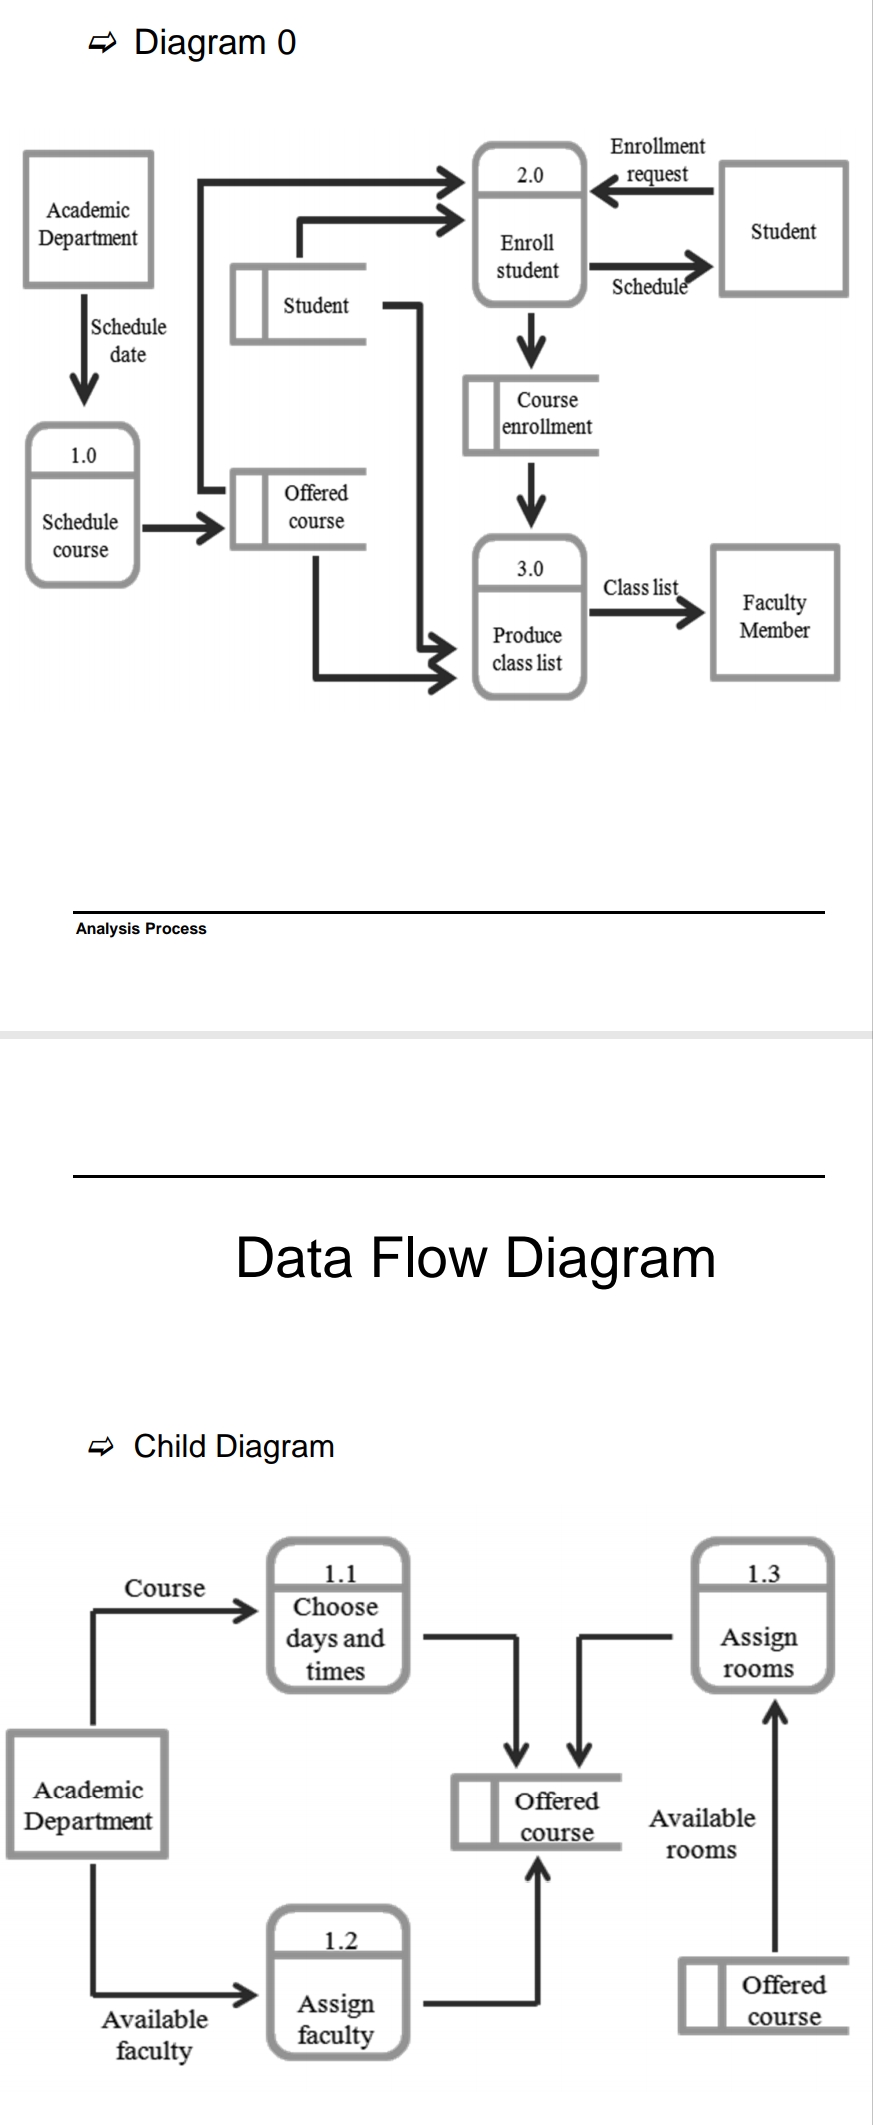 ⇨ Diagram 0
Academic
Department
Schedule
date
1.0
Schedule
course
Student
Offered
course
2.0
Enroll
student
Enrollment
request
Schedule
Student
Course
enrollment
3.0
Produce
class list
Class list
Faculty
Member
Analysis Process
Data Flow Diagram
⇨ Child Diagram
Course
1.1
Choose
days and
times
1.3
Assign
rooms
Academic
Department
Offered
course
Available
rooms
1.2
Assign
faculty
Available
faculty
Offered
course